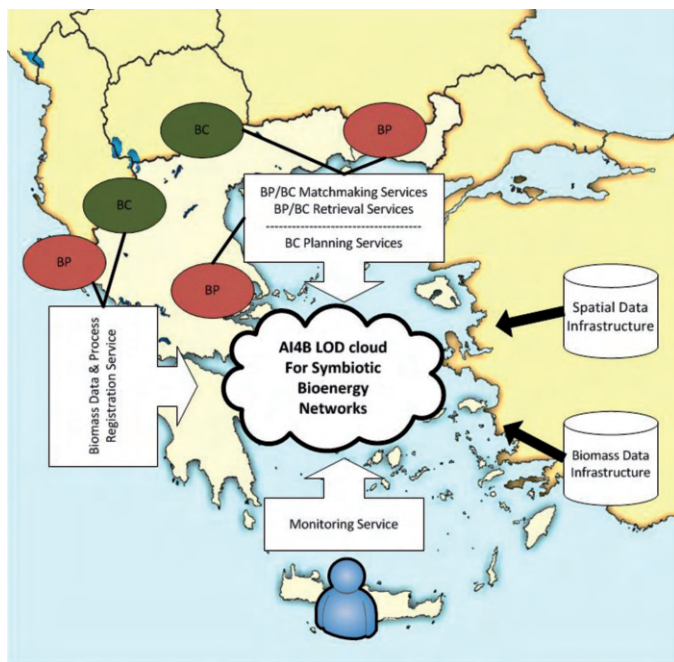 BC
BP
BP/BC Matchmaking Services
BP/BC Retrieval Services
------------------------------------
BC Planning Services
BC
BP
BP
Biomass Data & Process
Registration Service
AI4B LOD cloud
For Symbiotic
Bioenergy
Networks
Spatial Data
Infrastructure
Biomass Data
Infrastructure
Monitoring Service